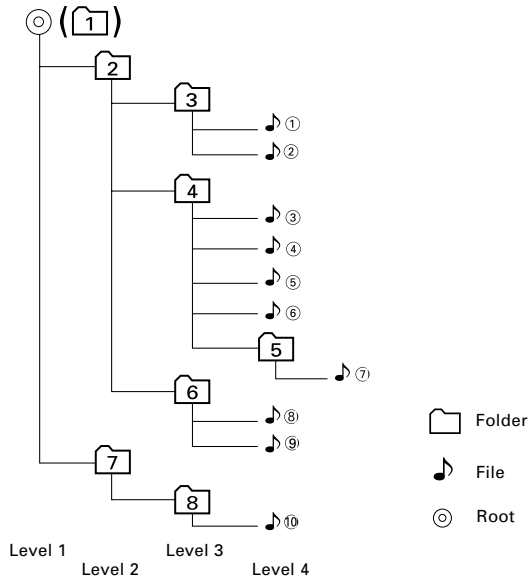 (1)
2
3
①
②
4
③
④
⑤
⑥
5
⑦
6
⑧
⑨
7
8
⑩
Folder
File
Root
Level 1
Level 2
Level 3
Level 4